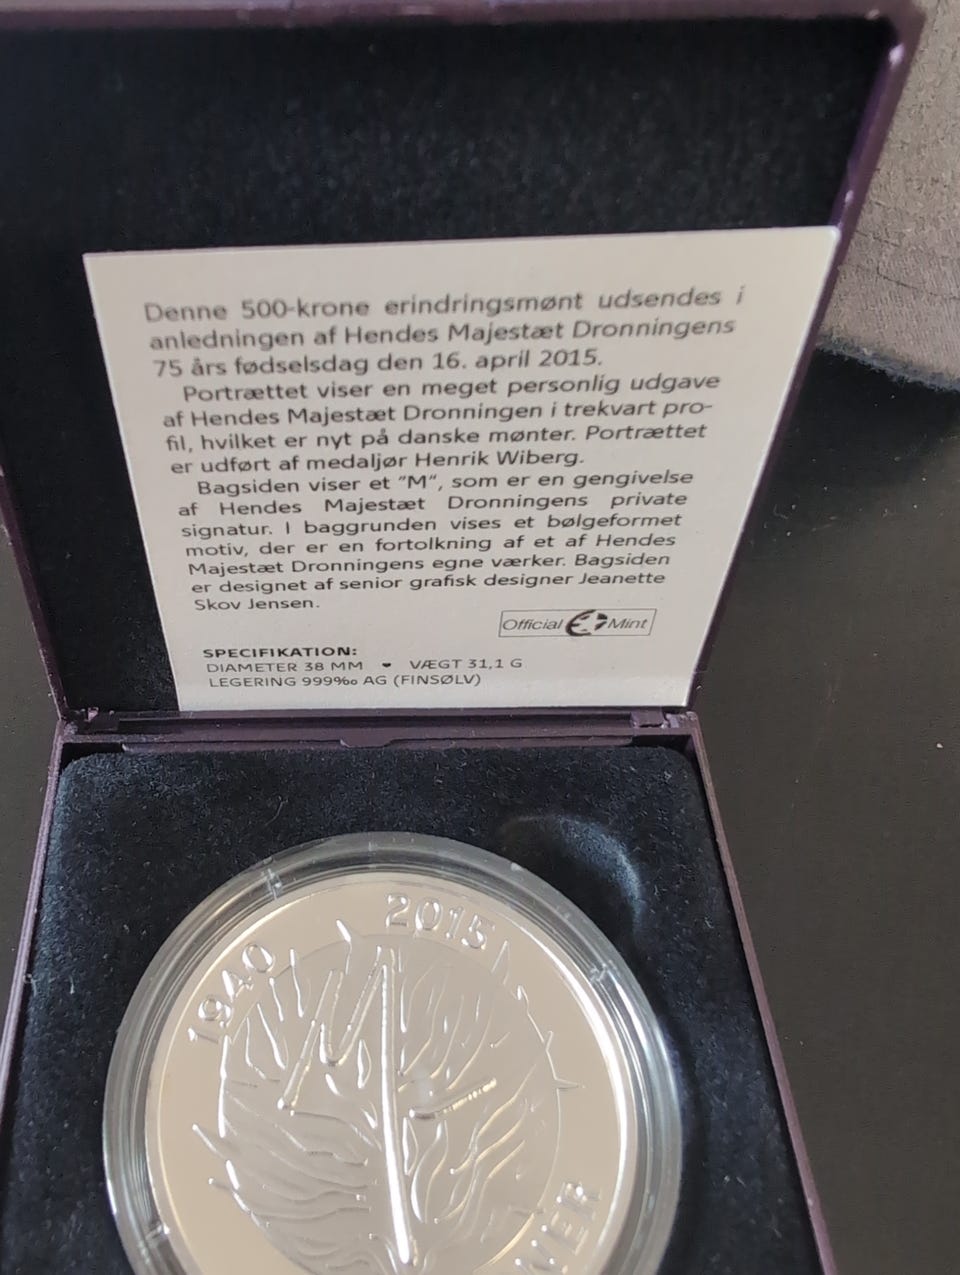 Denne 500-krone erindringsmønt udsendes i
anledningen af Hendes Majestæt Dronningens
75 års fødselsdag den 16. april 2015.
Portrættet viser en meget personlig udgave
af Hendes Majestæt Dronningen i trekvart pro-
fil, hvilket er nyt på danske mønter. Portrættet
er udført af medaljør Henrik Wiberg.
Bagsiden viser et "M", som er en gengivelse
af Hendes Majestæt Dronningens private
signatur. I baggrunden vises et bølgeformet
motiv, der er en fortolkning af et af Hendes
Majestæt Dronningens egne værker. Bagsiden
er designet af senior grafisk designer Jeanette
Skov Jensen.
Official Mint
SPECIFIKATION:
DIAMETER 38 MM ❤ VÆGT 31,1 G
LEGERING 999‰ AG (FINSØLV)
1940 2015